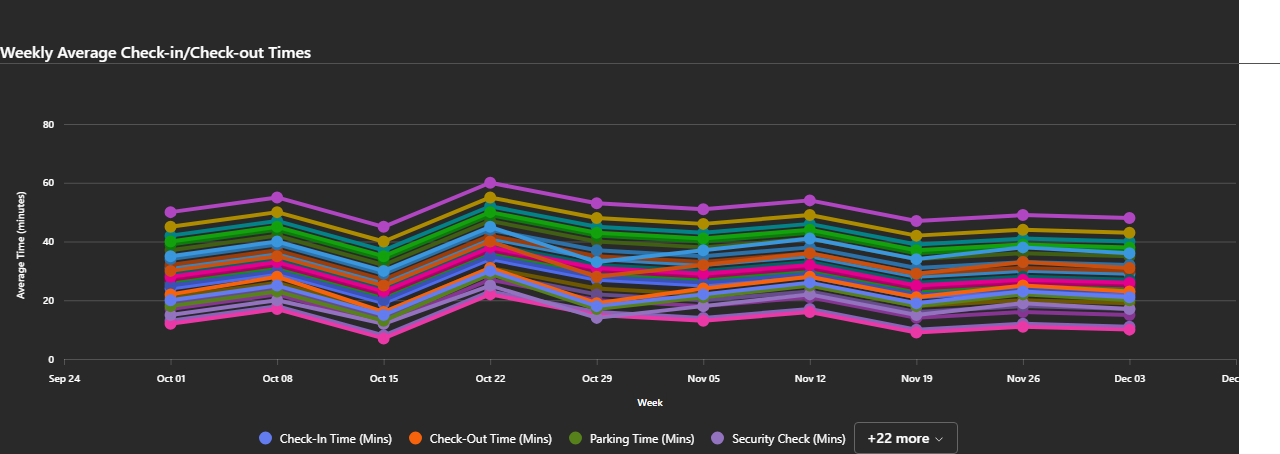 Weekly Average Check-in/Check-out Times
Average Time (minutes)
80
60
40
20
0
Sep 24 Oct 01 Oct 08 Oct 15 Oct 22 Oct 29 Nov 05 Nov 12 Nov 19 Nov 26 Dec 03 Dec
Week
Check-In Time (Mins) Check-Out Time (Mins) Parking Time (Mins) Security Check (Mins) +22 more